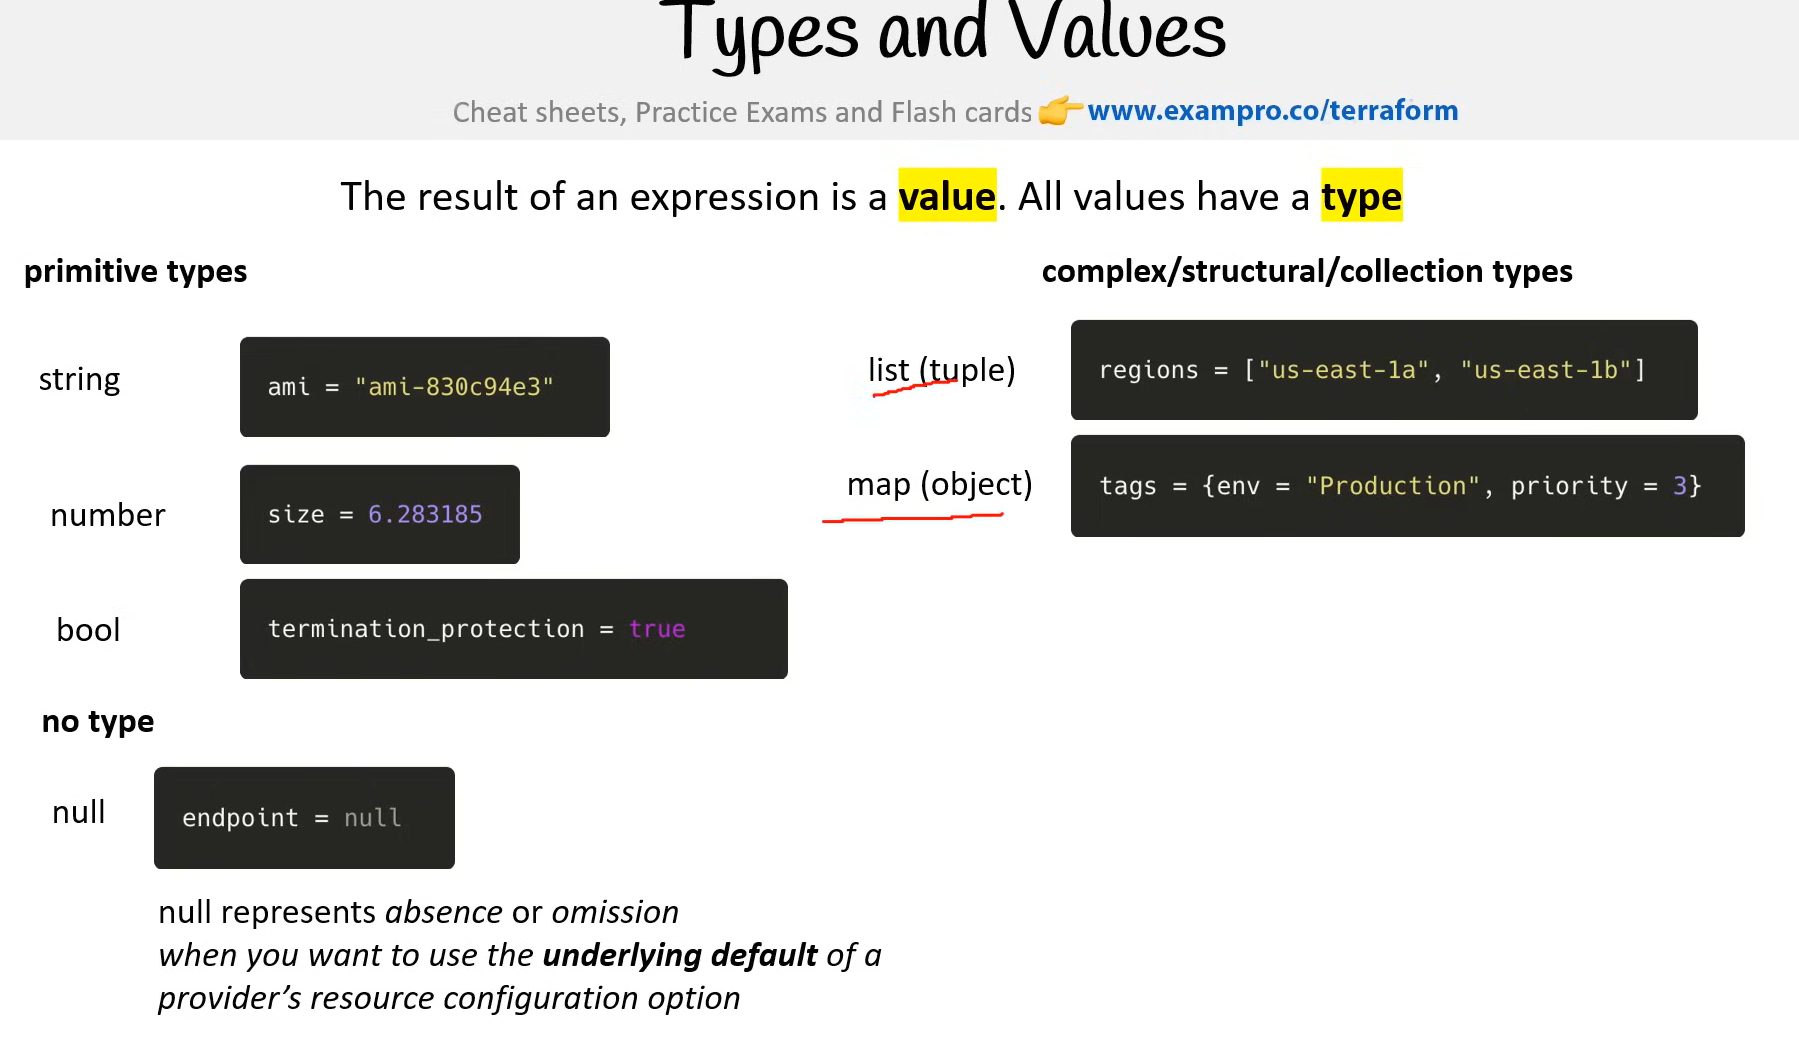 Types and Values
Cheat sheets, Practice Exams and Flash cards 👉 www.exampro.co/terraform
The result of an expression is a value. All values have a type
primitive types
string
ami = "ami-830c94e3"
number
size = 6.283185
bool
termination_protection = true
no type
null
endpoint = null
null represents absence or omission
when you want to use the underlying default of a
provider’s resource configuration option
complex/structural/collection types
list (tuple)
regions = ["us-east-1a", "us-east-1b"]
map (object)
tags = {env = "Production", priority = 3}